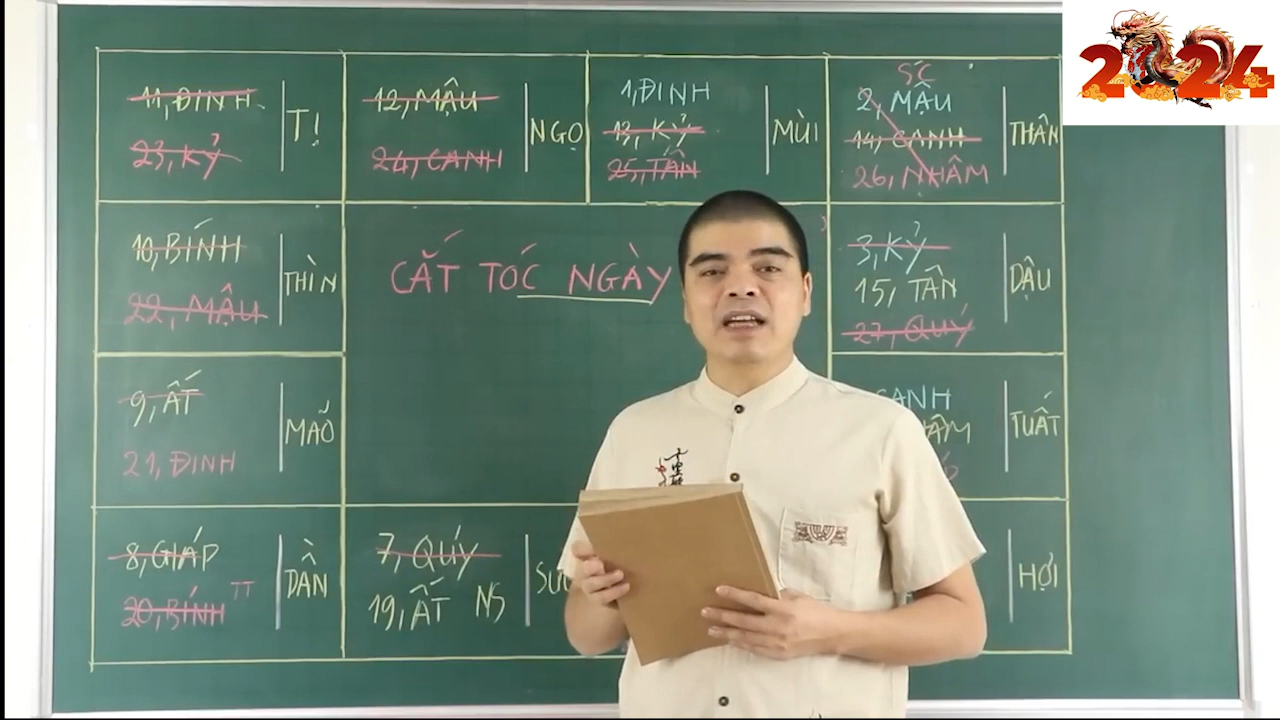 2024
11, ĐINH
23, KỶ
TỊ
12, MẬU
24, CANH
NGỌ
1, ĐINH
13, KỶ
25, TÂN
MÙI
SÓC
2, MẬU
14, CANH
26, NHÂM
THÂN
10, BÍNH
22, MẬU
THÌN
CẮT TÓC NGÀY
3, KỶ
15, TÂN
27, QUÝ
DẬU
9, ẤT
21, ĐINH
MÃO
CANH
TUẤT
8, GIÁP
20, BÍNH TT
DẦN
7, QUÝ
19, ẤT NS
HỢI